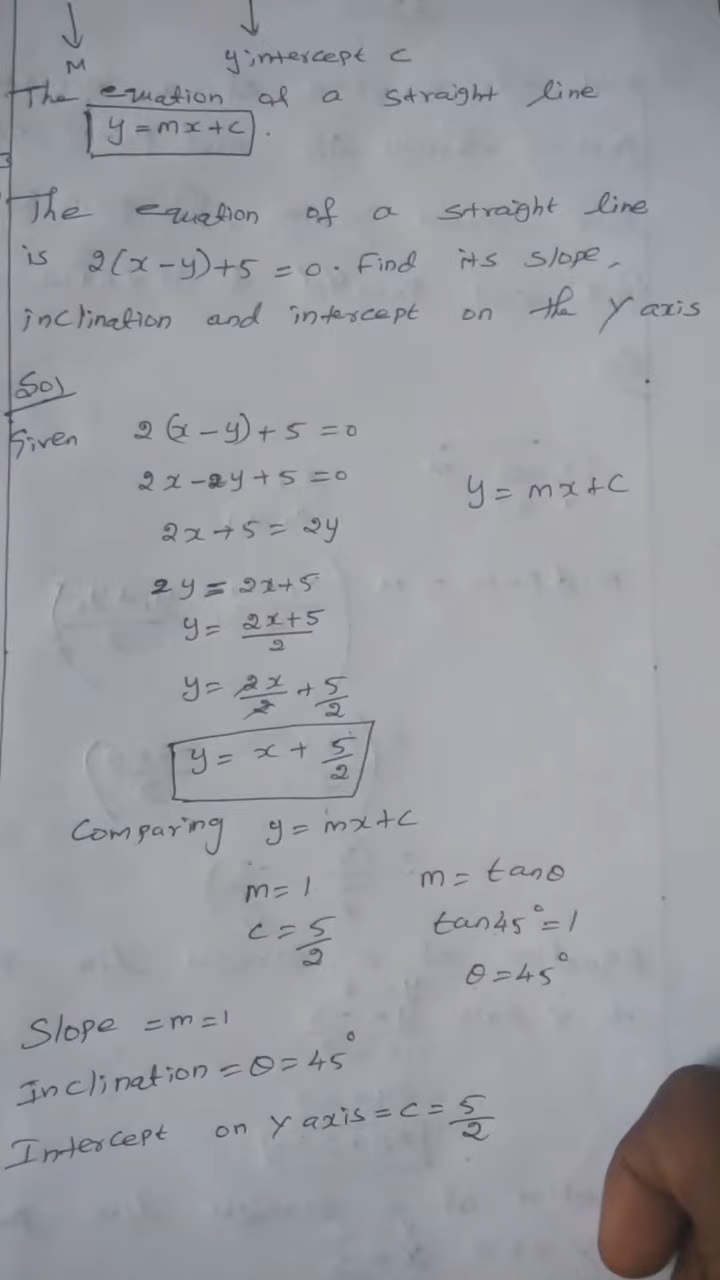 M y intercept c
The equation of a straight line
y = mx + c .
3
The equation of a straight line
is 2(x - y) + 5 = 0. Find its slope,
inclination and intercept on the Y axis
Sol
Given 2(x - y) + 5 = 0
2x - 2y + 5 = 0
y = mx + c
2x + 5 = 2y
2y = 2x + 5
y = (2x + 5)/2
y = 2x/2 + 5/2
y = x + 5/2
Comparing y = mx + c
m = 1 m = tanθ
c = 5/2 tan45° = 1
θ = 45°
Slope = m = 1
Inclination = θ = 45°
Intercept on Y axis = c = 5/2